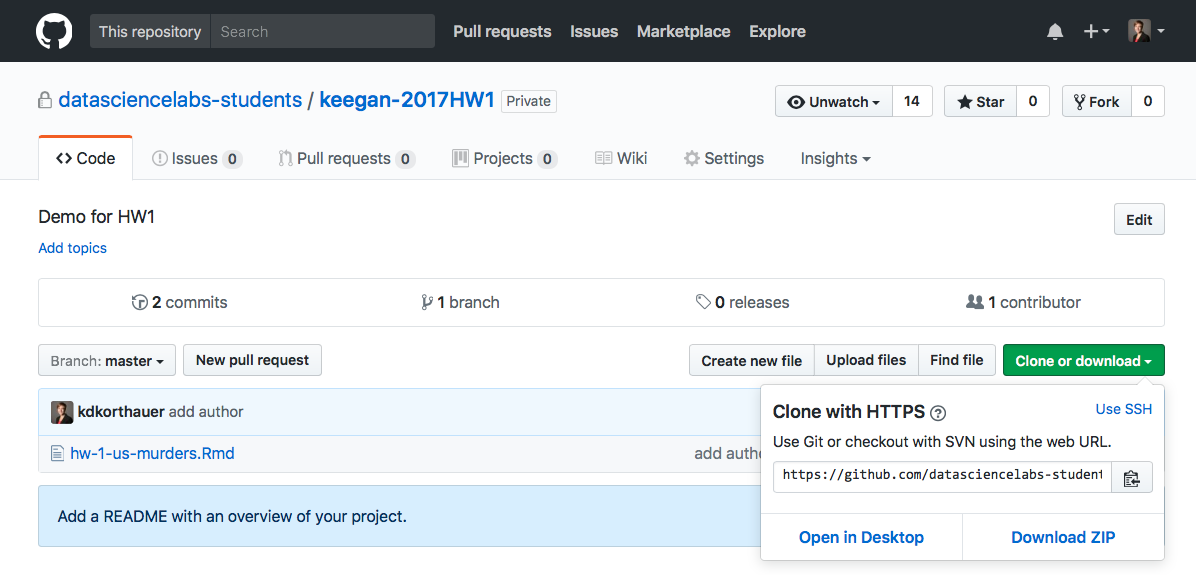 This repository Search Pull requests Issues Marketplace Explore
datasciencelabs-students / keegan-2017HW1 Private Unwatch 14 Star 0 Fork 0
Code Issues 0 Pull requests 0 Projects 0 Wiki Settings Insights
Demo for HW1 Edit
Add topics
2 commits 1 branch 0 releases 1 contributor
Branch: master New pull request Create new file Upload files Find file Clone or download
kdkorthauer add author
hw-1-us-murders.Rmd add
Add a README with an overview of your project.
Clone with HTTPS ? Use SSH
Use Git or checkout with SVN using the web URL.
https://github.com/datasciencelabs-student
Open in Desktop Download ZIP